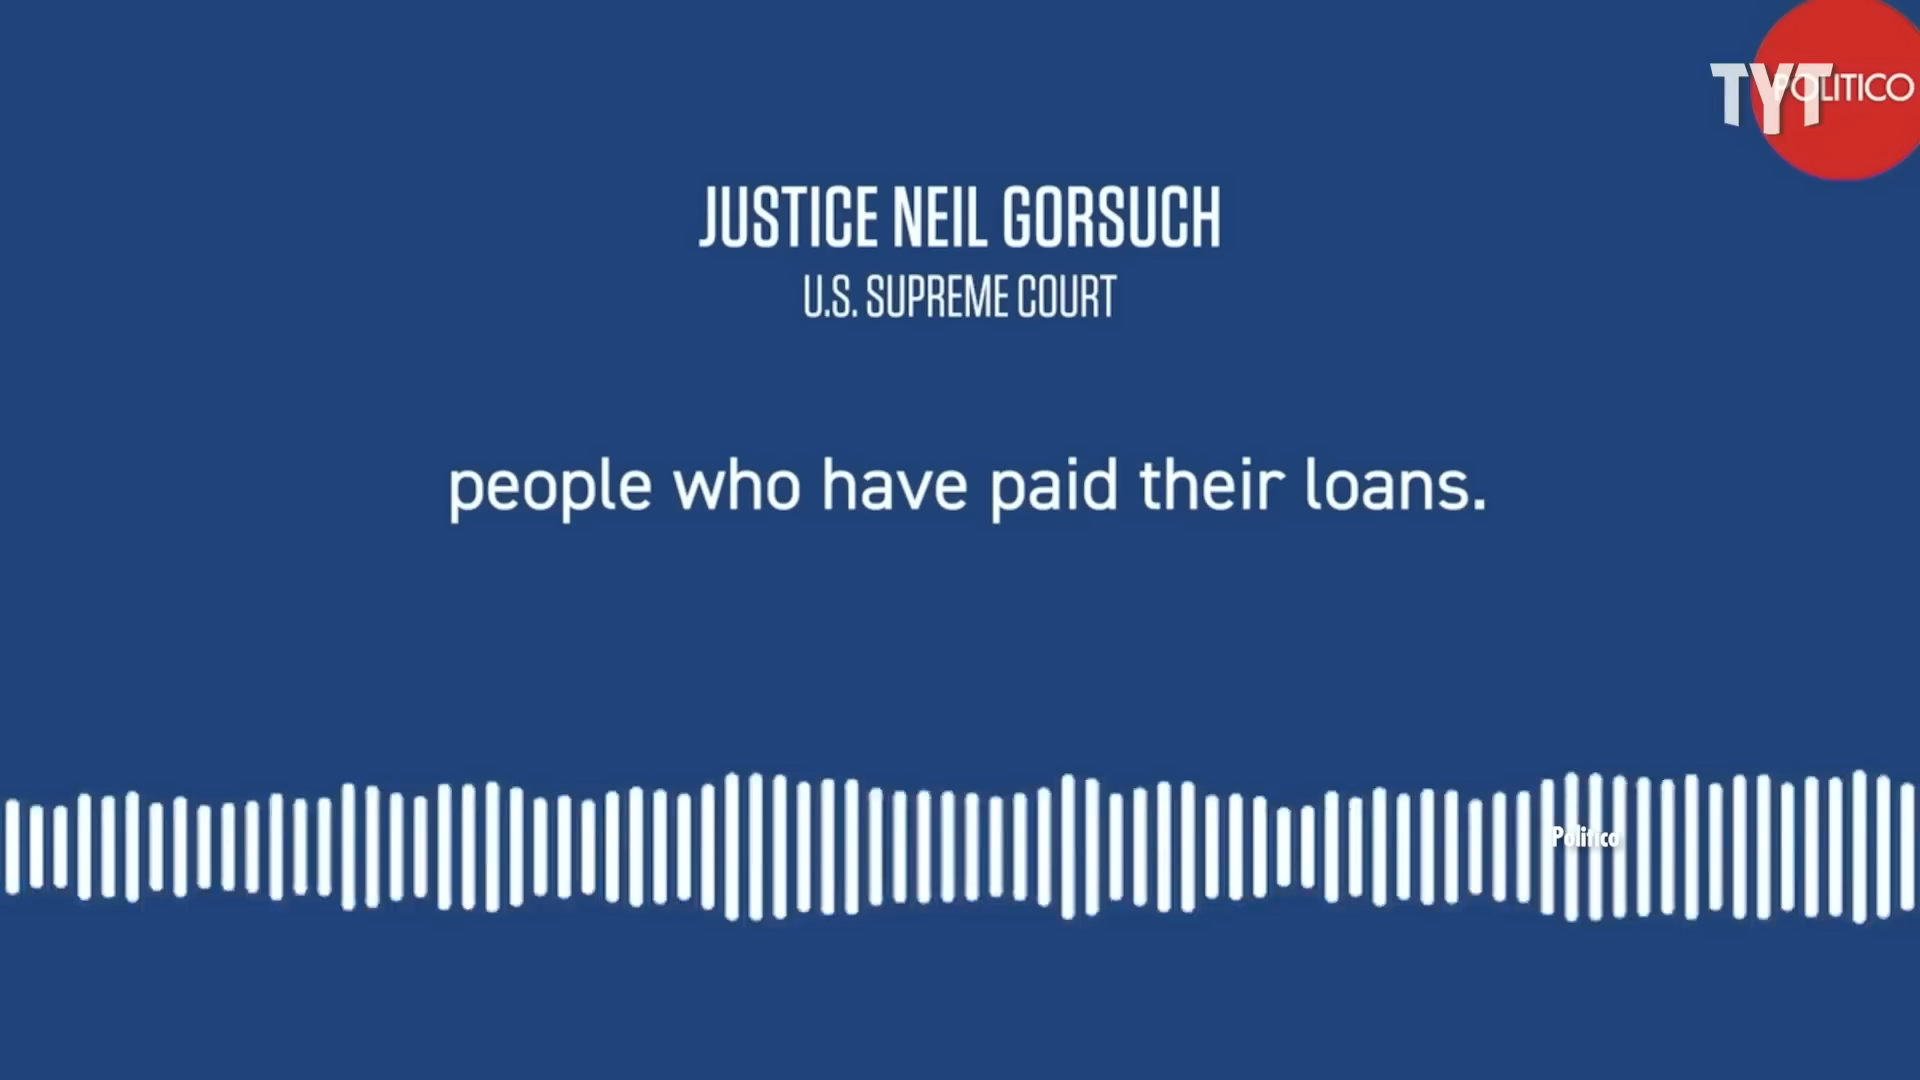 TYT
POLITICO
JUSTICE NEIL GORSUCH
U.S. SUPREME COURT
people who have paid their loans.
Politico